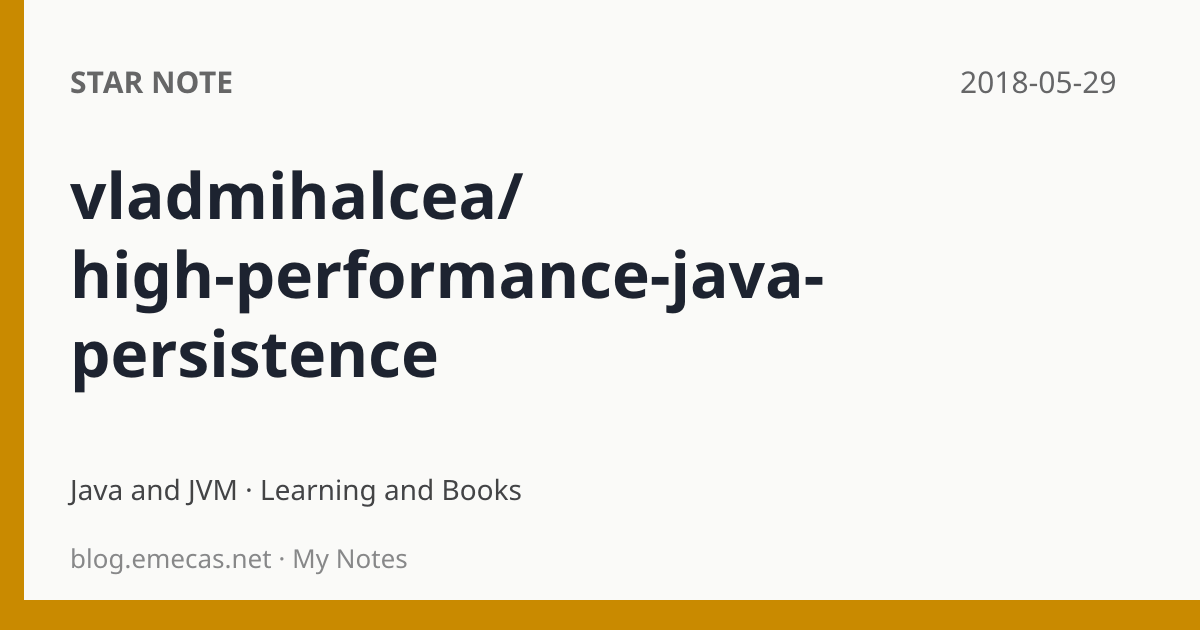 STAR NOTE
2018-05-29
vladmihalcea/
high-performance-java-
persistence
Java and JVM · Learning and Books
blog.emecas.net · My Notes